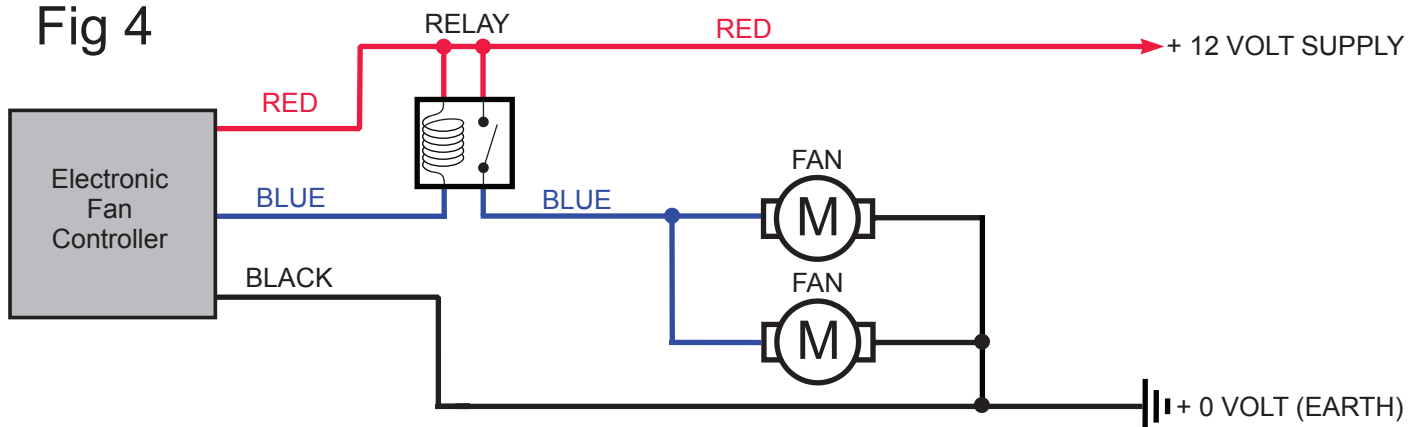 Fig 4
RELAY
RED
+ 12 VOLT SUPPLY
RED
Electronic
Fan
Controller
BLUE
BLUE
FAN
M
BLACK
FAN
M
+ 0 VOLT (EARTH)